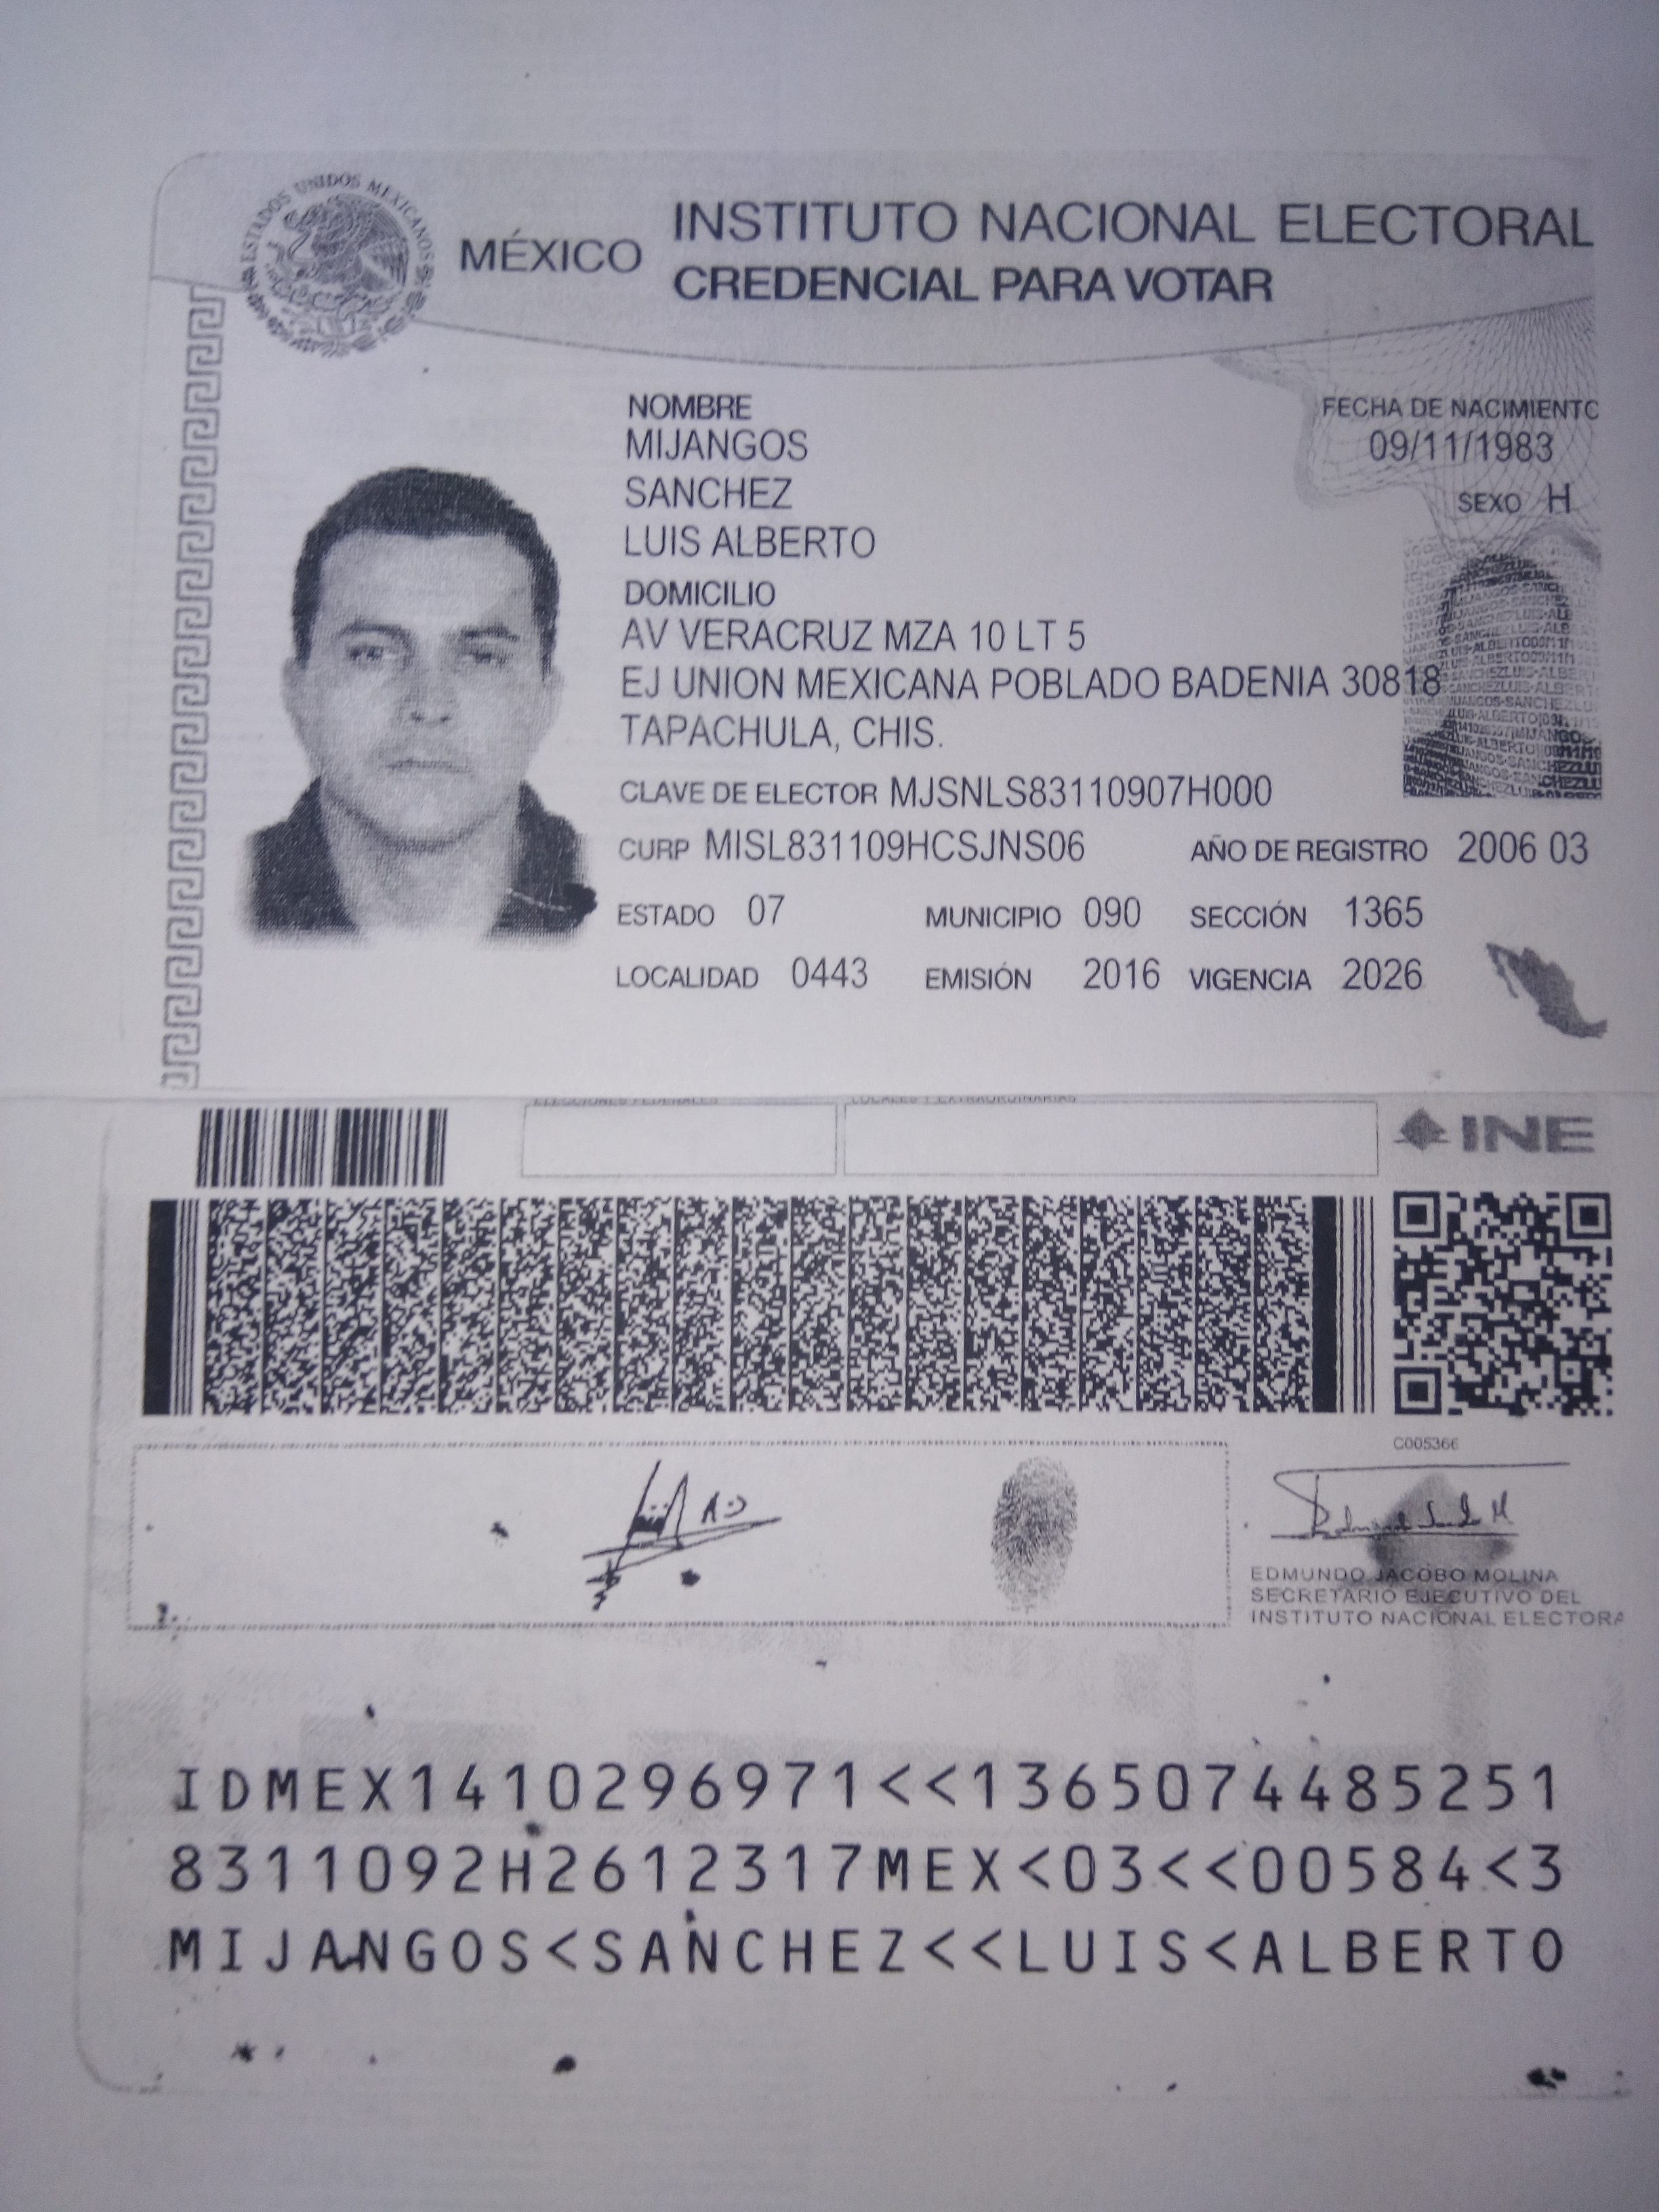 ESTADOS UNIDOS MEXICANOS
MÉXICO
INSTITUTO NACIONAL ELECTORAL
CREDENCIAL PARA VOTAR
NOMBRE
MIJANGOS
SANCHEZ
LUIS ALBERTO
FECHA DE NACIMIENTO
09/11/1983
SEXO H
DOMICILIO
AV VERACRUZ MZA 10 LT 5
EJ UNION MEXICANA POBLADO BADENIA 30818
TAPACHULA, CHIS.
CLAVE DE ELECTOR MJSNLS83110907H000
CURP MISL831109HCSJNS06 AÑO DE REGISTRO 2006 03
ESTADO 07 MUNICIPIO 090 SECCIÓN 1365
LOCALIDAD 0443 EMISIÓN 2016 VIGENCIA 2026
ELECCIONES FEDERALES LOCALES Y EXTRAORDINARIAS
INE
C005366
EDMUNDO JACOBO MOLINA
SECRETARIO EJECUTIVO DEL
INSTITUTO NACIONAL ELECTORA
IDMEX1410296971<<1365074485251
8311092H2612317MEX<03<<00584<3
MIJANGOS<SANCHEZ<<LUIS<ALBERTO